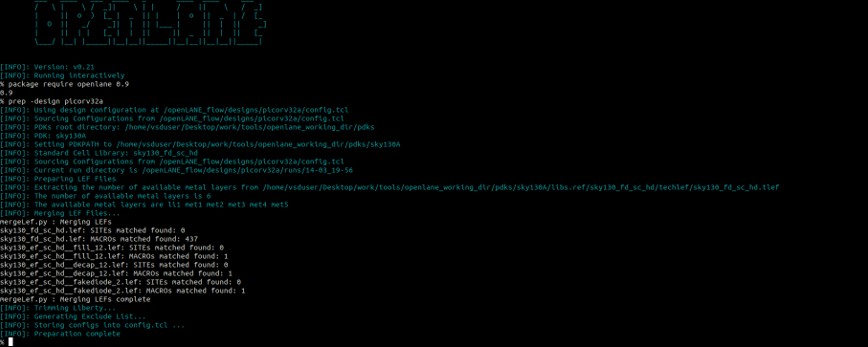 [INFO]: Version: v0.21
[INFO]: Running interactively
% package require openlane 0.9
0.9
% prep -design picorv32a
[INFO]: Using design configuration at /openLANE_flow/designs/picorv32a/config.tcl
[INFO]: Sourcing Configurations from /openLANE_flow/designs/picorv32a/config.tcl
[INFO]: PDKs root directory: /home/vsduser/Desktop/work/tools/openlane_working_dir/pdks
[INFO]: PDK: sky130A
[INFO]: Setting PDKPATH to /home/vsduser/Desktop/work/tools/openlane_working_dir/pdks/sky130A
[INFO]: Standard Cell Library: sky130_fd_sc_hd
[INFO]: Sourcing Configurations from /openLANE_flow/designs/picorv32a/config.tcl
[INFO]: Current run directory is /openLANE_flow/designs/picorv32a/runs/14-03_19-56
[INFO]: Preparing LEF Files
[INFO]: Extracting the number of available metal layers from /home/vsduser/Desktop/work/tools/openlane_working_dir/pdks/sky130A/libs.ref/sky130_fd_sc_hd/techlef/sky130_fd_sc_hd.tlef
[INFO]: The number of available metal layers is 6
[INFO]: The available metal layers are li1 met1 met2 met3 met4 met5
[INFO]: Merging LEF Files...
mergeLef.py : Merging LEFs
sky130_fd_sc_hd.lef: SITEs matched found: 0
sky130_fd_sc_hd.lef: MACROs matched found: 437
sky130_ef_sc_hd__fill_12.lef: SITEs matched found: 0
sky130_ef_sc_hd__fill_12.lef: MACROs matched found: 1
sky130_ef_sc_hd__decap_12.lef: SITEs matched found: 0
sky130_ef_sc_hd__decap_12.lef: MACROs matched found: 1
sky130_ef_sc_hd__fakediode_2.lef: SITEs matched found: 0
sky130_ef_sc_hd__fakediode_2.lef: MACROs matched found: 1
mergeLef.py : Merging LEFs complete
[INFO]: Trimming Liberty...
[INFO]: Generating Exclude List...
[INFO]: Storing configs into config.tcl ...
[INFO]: Preparation complete
%